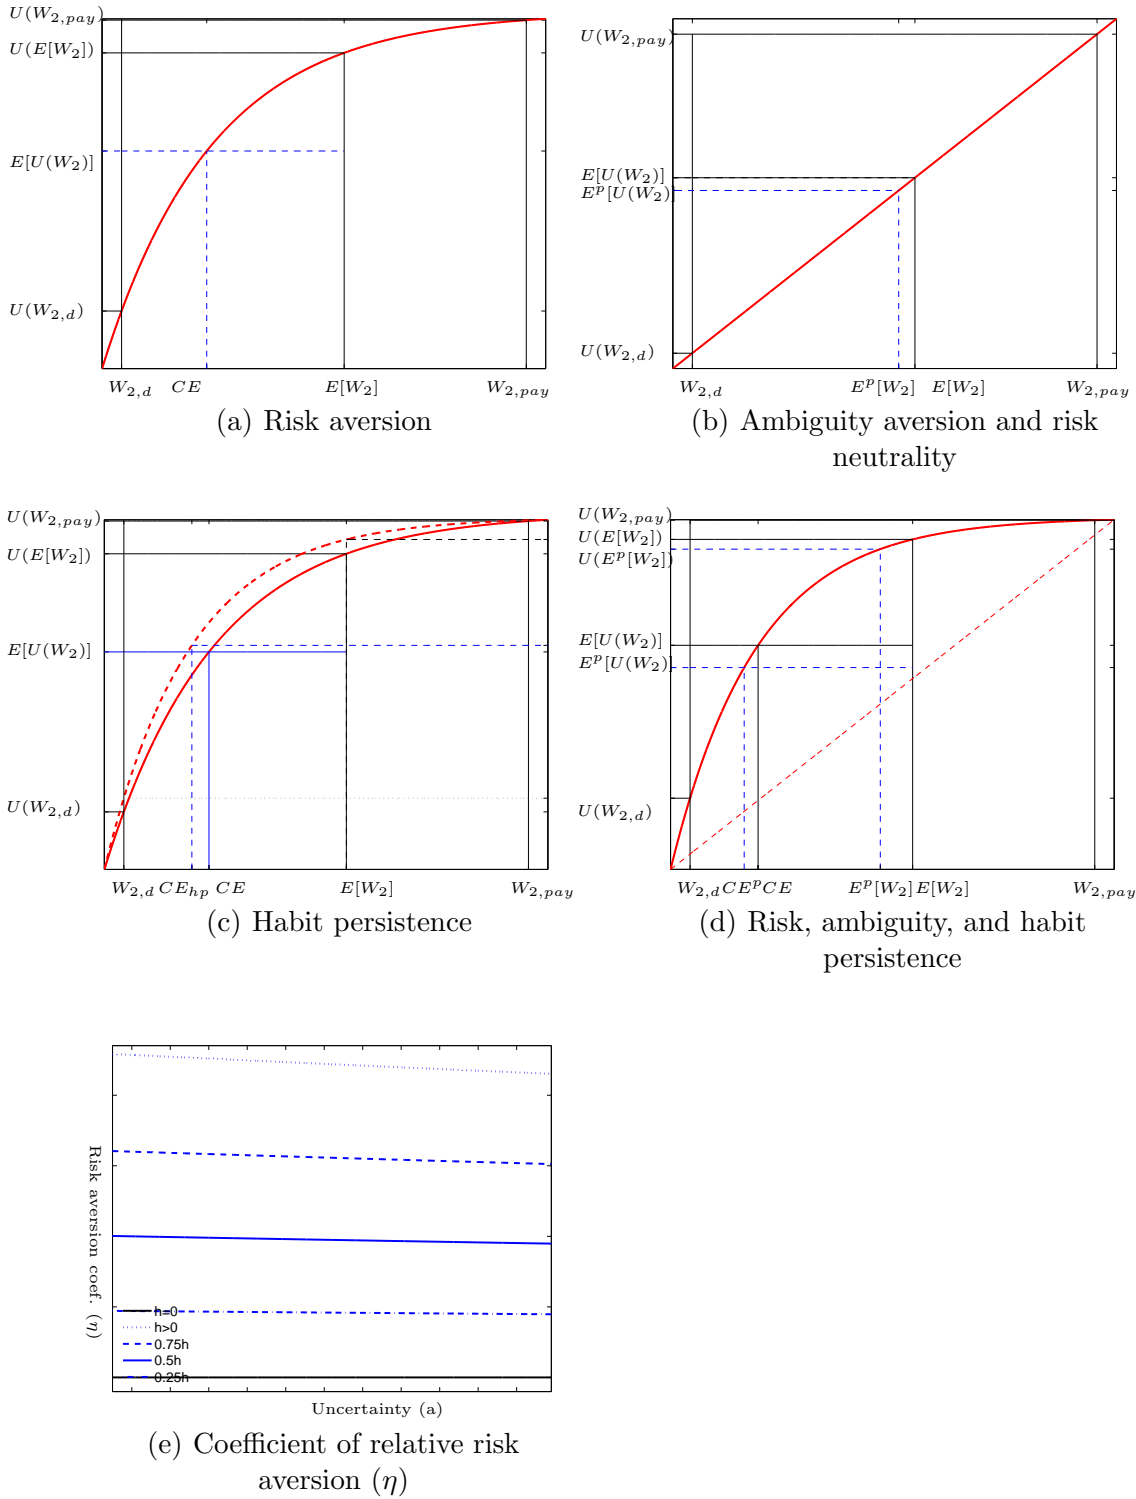 U(W2,pay)
U(E[W2])
E[U(W2)]
U(W2,d)
W2,d CE E[W2] W2,pay
(a) Risk aversion
U(W2,pay)
E[U(W2)]
E^p[U(W2)]
U(W2,d)
W2,d E^p[W2] E[W2] W2,pay
(b) Ambiguity aversion and risk
neutrality
U(W2,pay)
U(E[W2])
E[U(W2)]
U(W2,d)
W2,d CEhp CE E[W2] W2,pay
(c) Habit persistence
U(W2,pay)
U(E[W2])
U(E^p[W2])
E[U(W2)]
E^p[U(W2)]
U(W2,d)
W2,d CE^p CE E^p[W2] E[W2] W2,pay
(d) Risk, ambiguity, and habit
persistence
Risk aversion coef. (η)
h=0
h>0
0.75h
0.5h
0.25h
Uncertainty (a)
(e) Coefficient of relative risk
aversion (η)